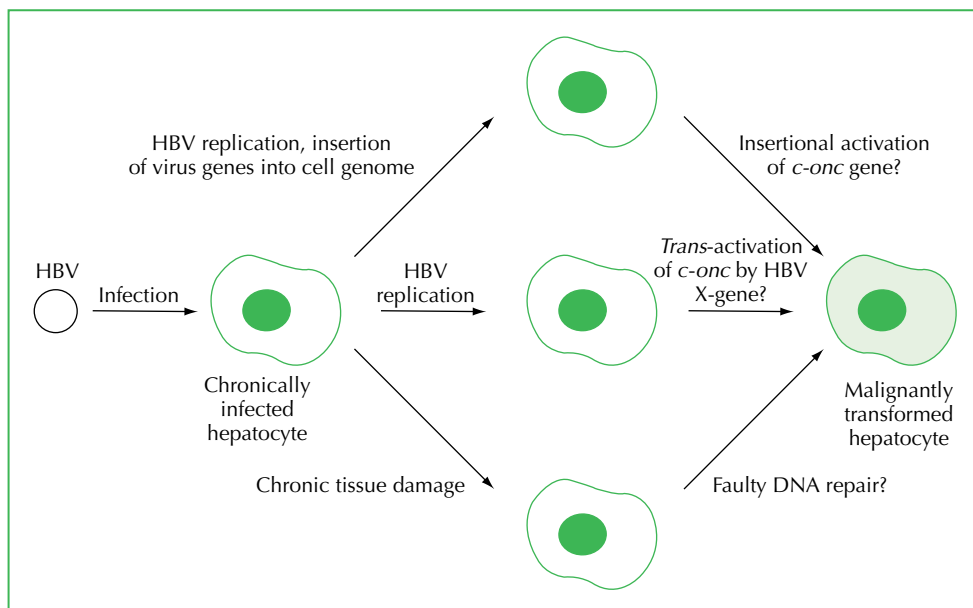 HBV replication, insertion
of virus genes into cell genome
Insertional activation
of c-onc gene?
HBV
Infection
HBV
replication
Trans-activation
of c-onc by HBV
X-gene?
Chronically
infected
hepatocyte
Malignantly
transformed
hepatocyte
Chronic tissue damage
Faulty DNA repair?